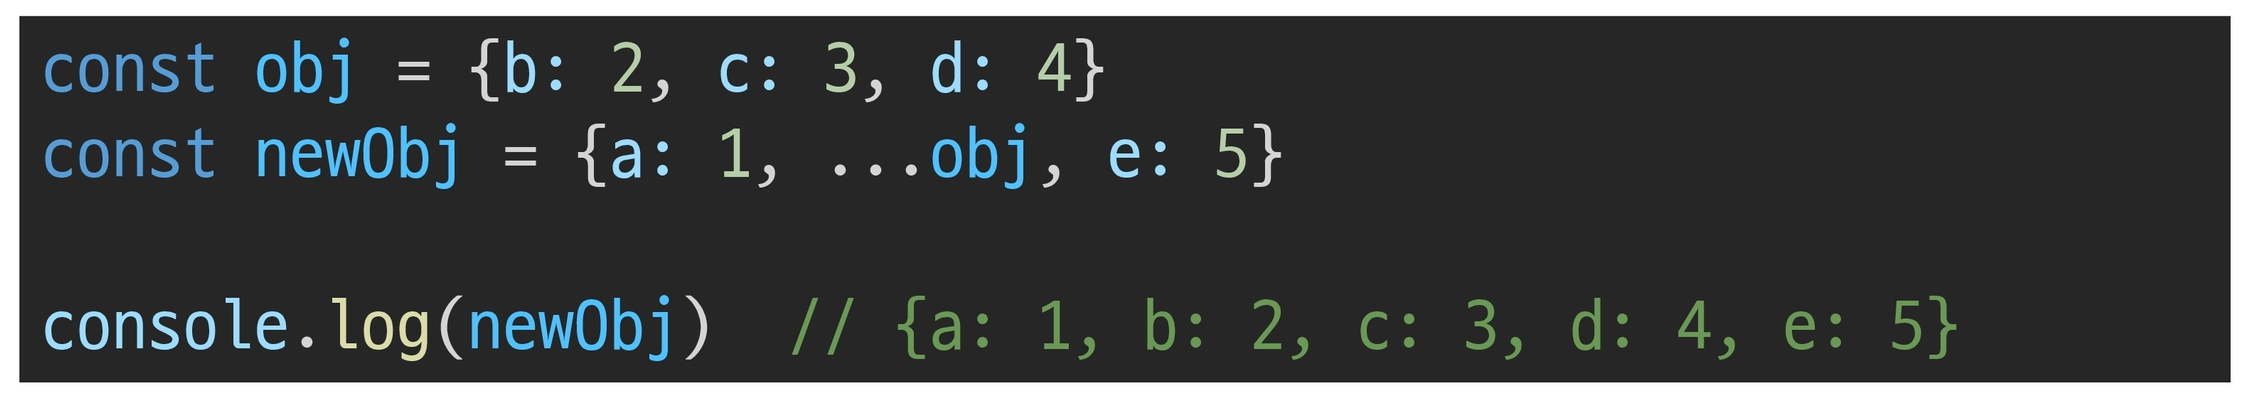 const obj = {b: 2, c: 3, d: 4}
const newObj = {a: 1, ...obj, e: 5}
console.log(newObj)  // {a: 1, b: 2, c: 3, d: 4, e: 5}